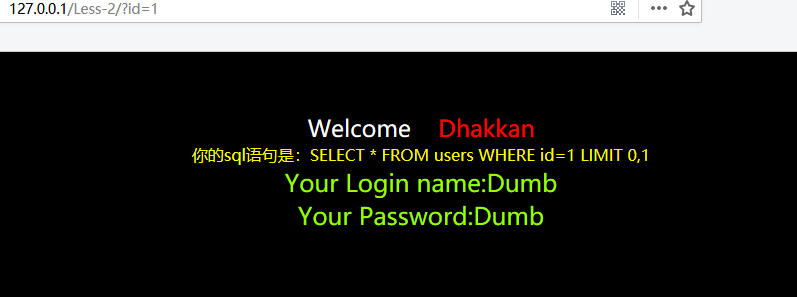 127.0.0.1/Less-2/?id=1
Welcome Dhakkan
你的sql语句是：SELECT * FROM users WHERE id=1 LIMIT 0,1
Your Login name:Dumb
Your Password:Dumb